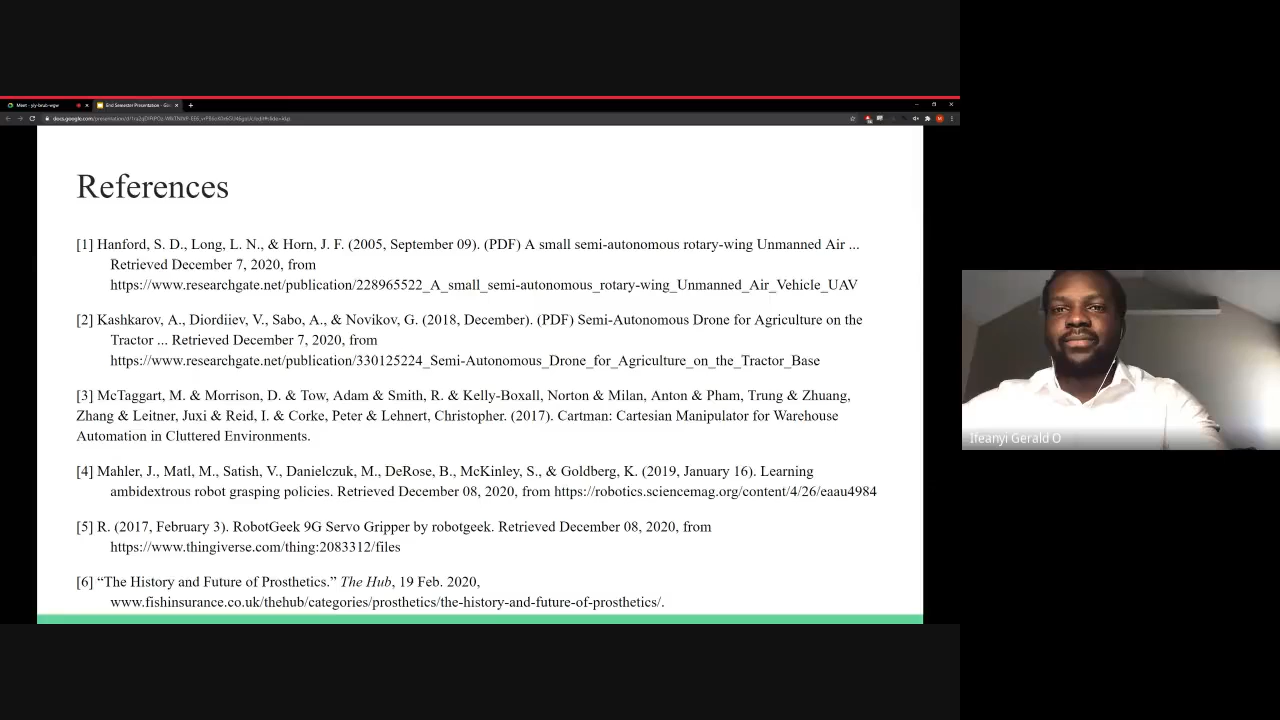 Meet - yiy-brub-wgw
End Semester Presentation - Goo
References
[1] Hanford, S. D., Long, L. N., & Horn, J. F. (2005, September 09). (PDF) A small semi-autonomous rotary-wing Unmanned Air ...
Retrieved December 7, 2020, from
https://www.researchgate.net/publication/228965522_A_small_semi-autonomous_rotary-wing_Unmanned_Air_Vehicle_UAV
[2] Kashkarov, A., Diordiiev, V., Sabo, A., & Novikov, G. (2018, December). (PDF) Semi-Autonomous Drone for Agriculture on the
Tractor ... Retrieved December 7, 2020, from
https://www.researchgate.net/publication/330125224_Semi-Autonomous_Drone_for_Agriculture_on_the_Tractor_Base
[3] McTaggart, M. & Morrison, D. & Tow, Adam & Smith, R. & Kelly-Boxall, Norton & Milan, Anton & Pham, Trung & Zhuang,
Zhang & Leitner, Juxi & Reid, I. & Corke, Peter & Lehnert, Christopher. (2017). Cartman: Cartesian Manipulator for Warehouse
Automation in Cluttered Environments.
[4] Mahler, J., Matl, M., Satish, V., Danielczuk, M., DeRose, B., McKinley, S., & Goldberg, K. (2019, January 16). Learning
ambidextrous robot grasping policies. Retrieved December 08, 2020, from https://robotics.sciencemag.org/content/4/26/eaau4984
[5] R. (2017, February 3). RobotGeek 9G Servo Gripper by robotgeek. Retrieved December 08, 2020, from
https://www.thingiverse.com/thing:2083312/files
[6] “The History and Future of Prosthetics.” The Hub, 19 Feb. 2020,
www.fishinsurance.co.uk/thehub/categories/prosthetics/the-history-and-future-of-prosthetics/.
Ifeanyi Gerald O